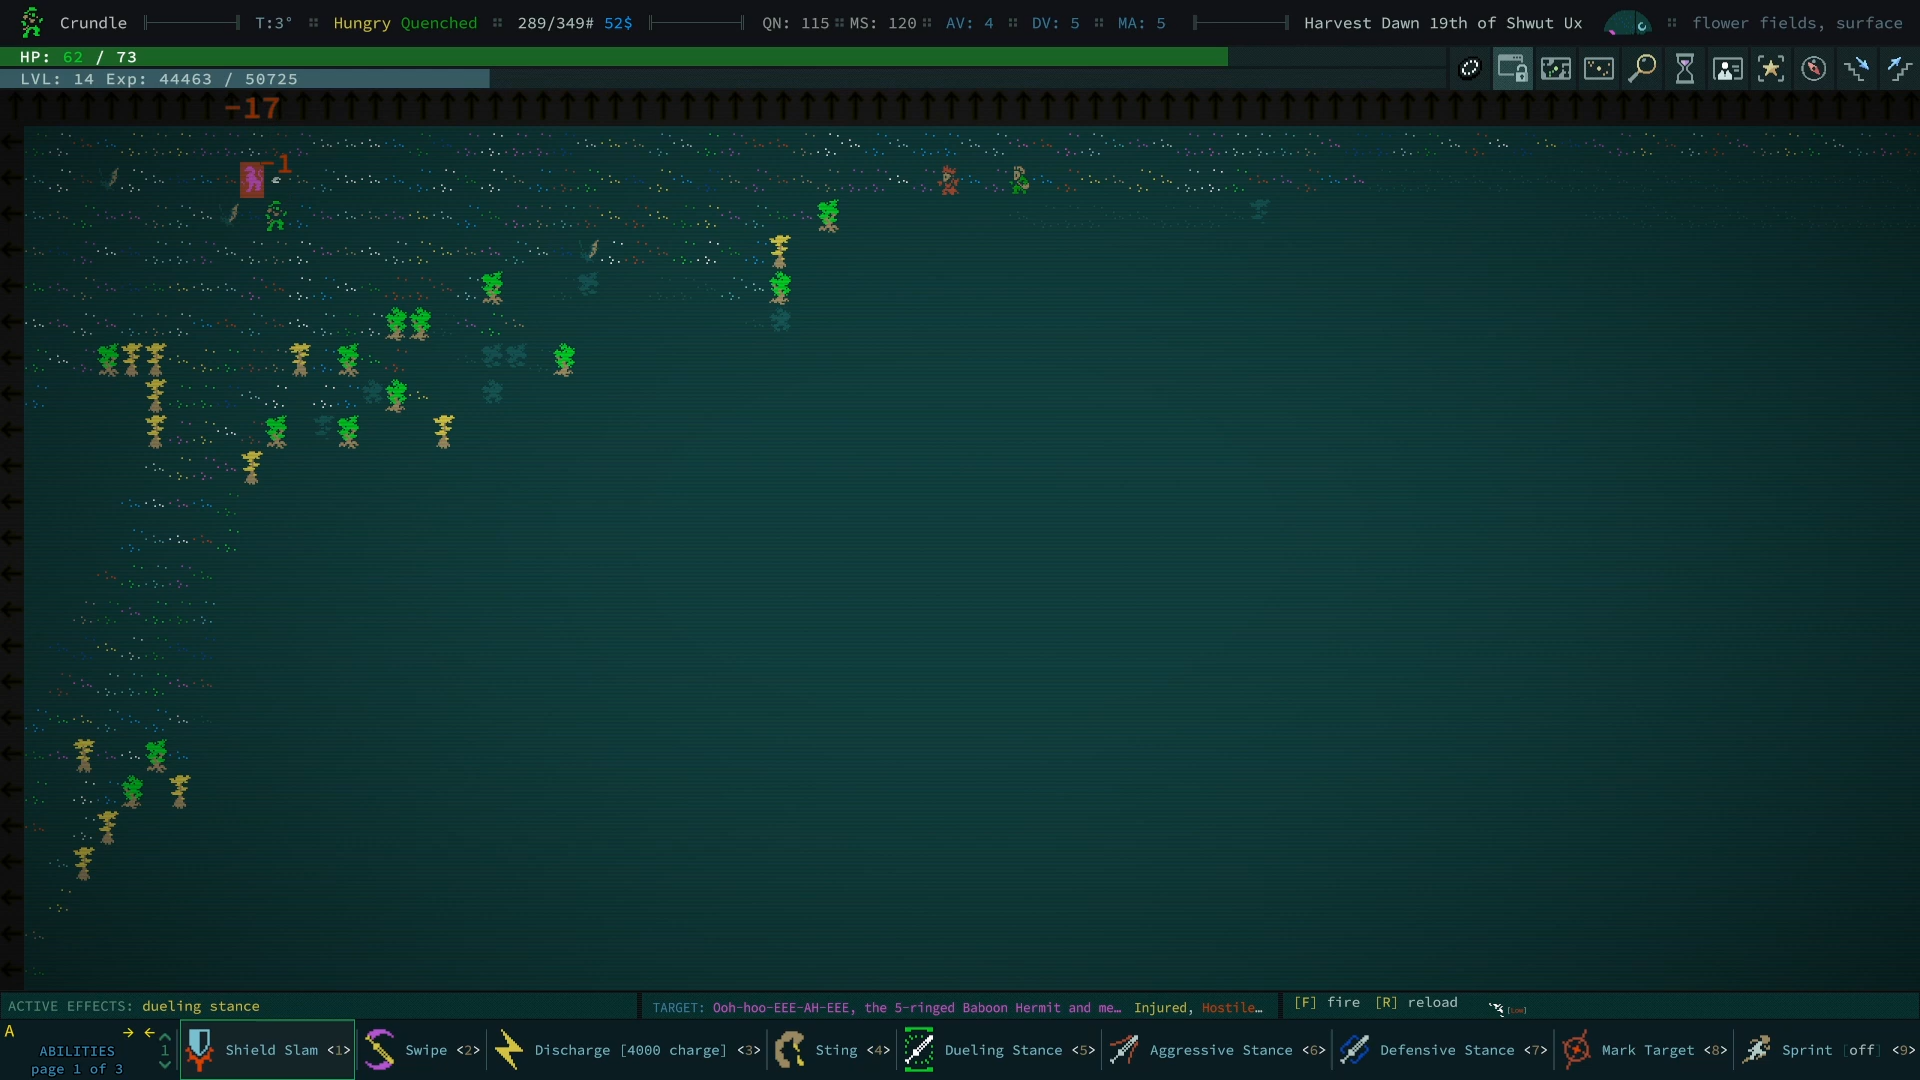 Crundle T:3° Hungry Quenched 289/349# 52$ QN: 115 MS: 120 AV: 4 DV: 5 MA: 5 Harvest Dawn 19th of Shwut Ux flower fields, surface
HP: 62 / 73
LVL: 14 Exp: 44463 / 50725
-17
-1
ACTIVE EFFECTS: dueling stance TARGET: Ooh-hoo-EEE-AH-EEE, the 5-ringed Baboon Hermit and me… Injured, Hostile… [F] fire [R] reload [Low]
A
ABILITIES 1 Shield Slam <1> Swipe <2> Discharge [4000 charge] <3> Sting <4> Dueling Stance <5> Aggressive Stance <6> Defensive Stance <7> Mark Target <8> Sprint [off] <9>
page 1 of 3